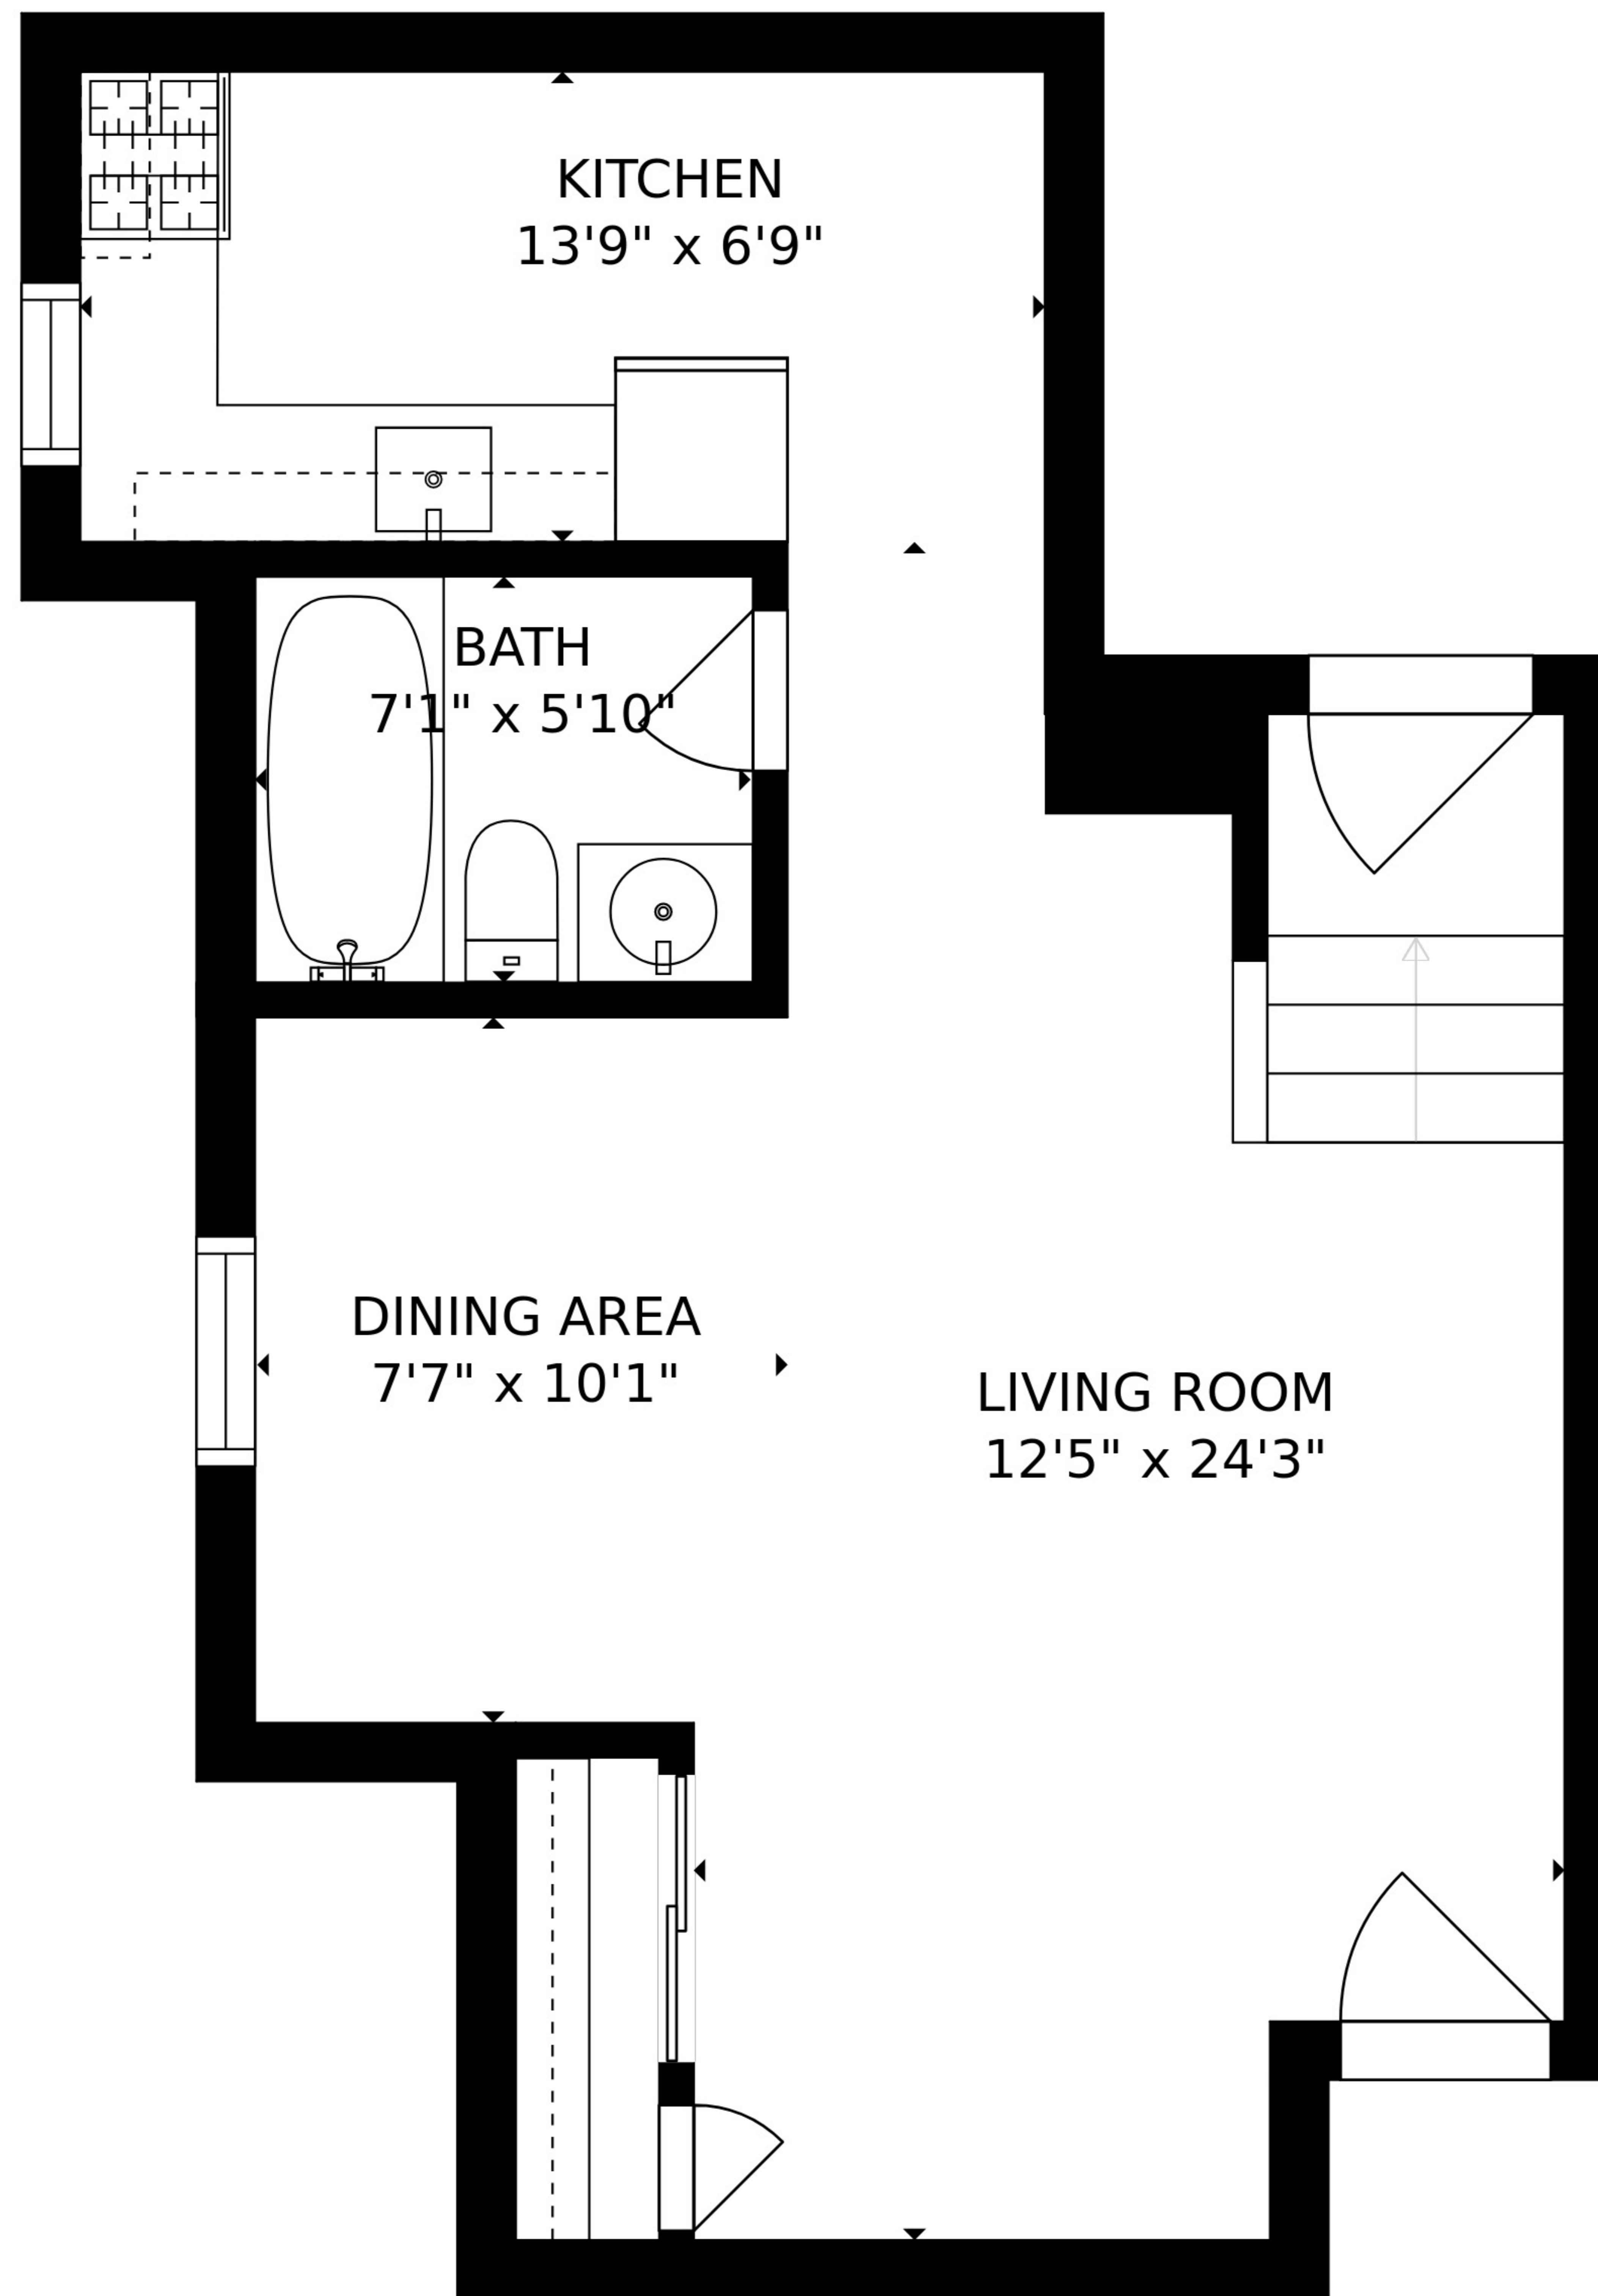 KITCHEN
13'9" x 6'9"
BATH
7'1" x 5'10"
DINING AREA
7'7" x 10'1"
LIVING ROOM
12'5" x 24'3"